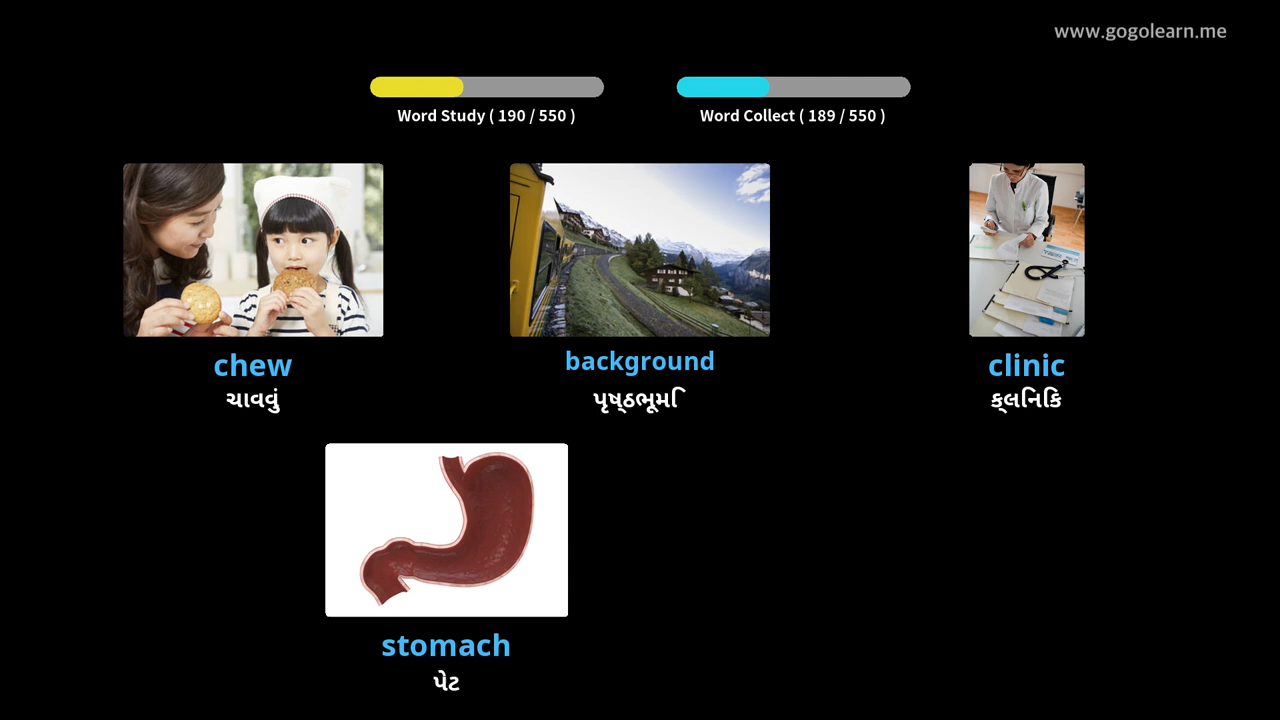 www.gogolearn.me
Word Study ( 190 / 550 )
Word Collect ( 189 / 550 )
chew
ચાવવું
background
પૃષ્ઠભૂમિ
clinic
ક્લિનિક
stomach
પેટ